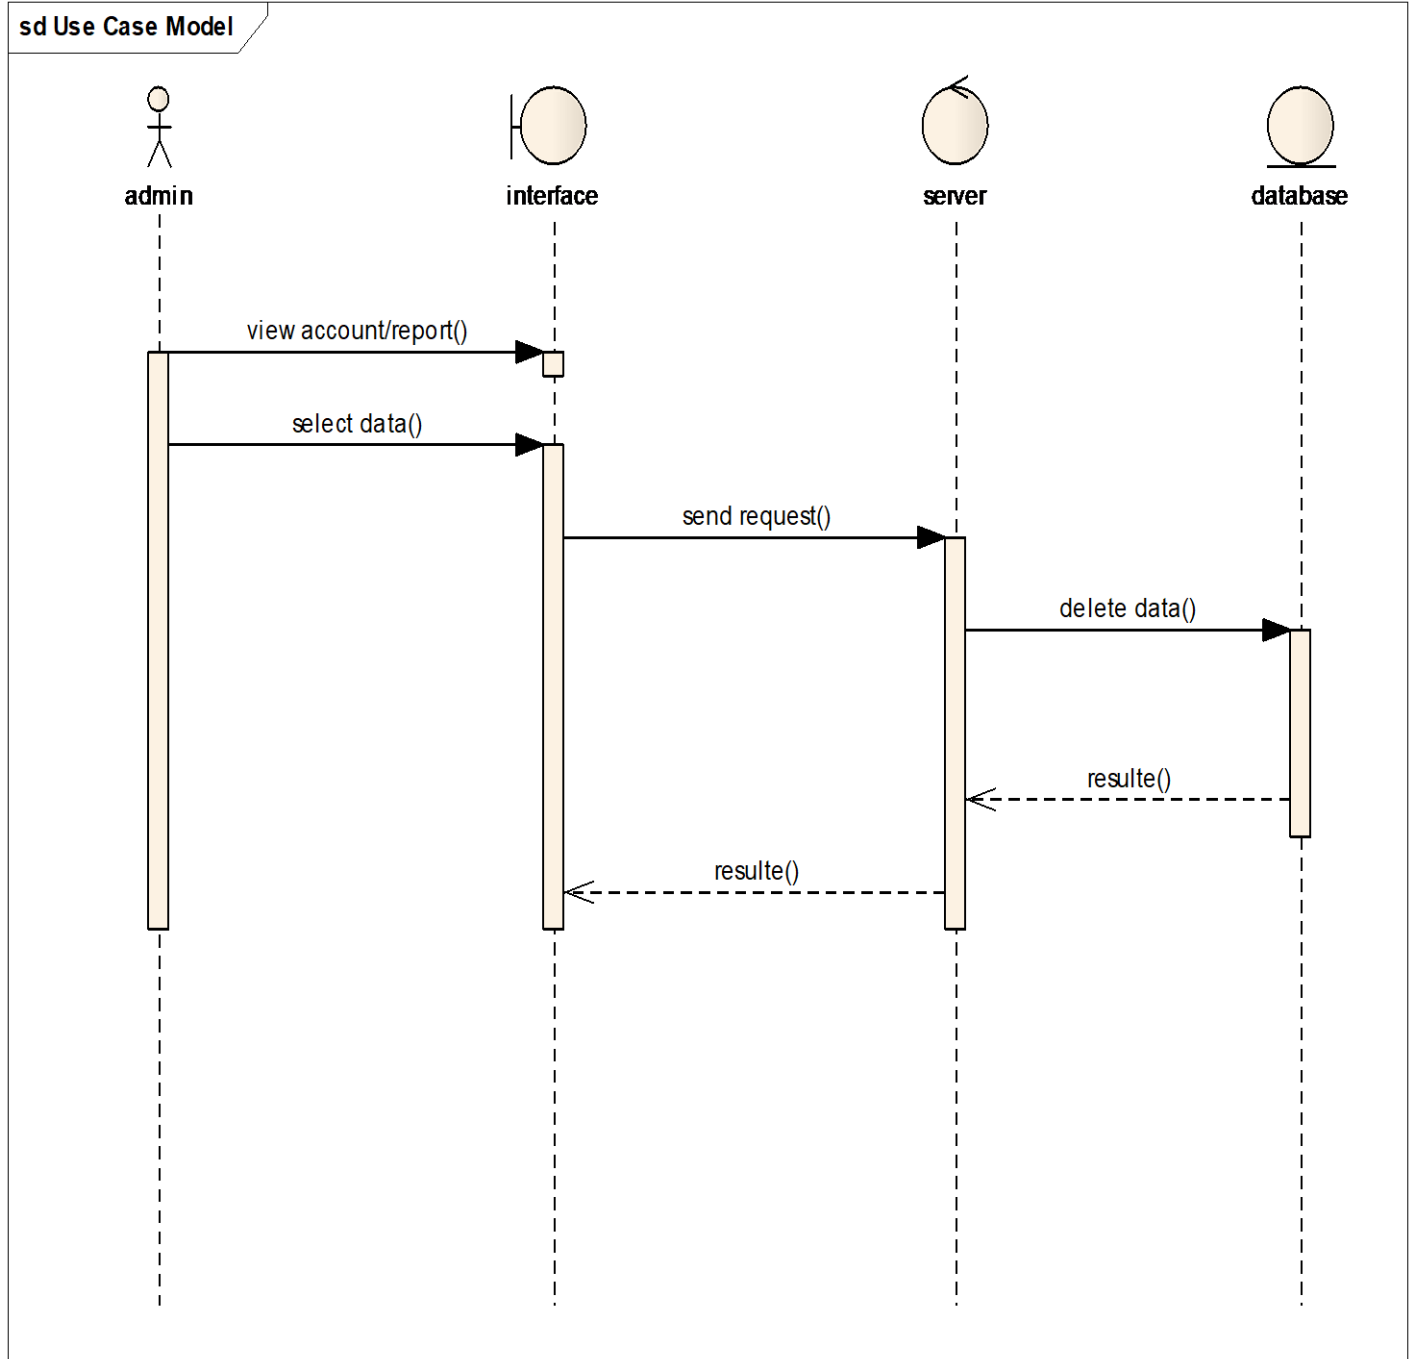 sd Use Case Model
admin
interface
server
database
view account/report()
select data()
send request()
delete data()
resulte()
resulte()